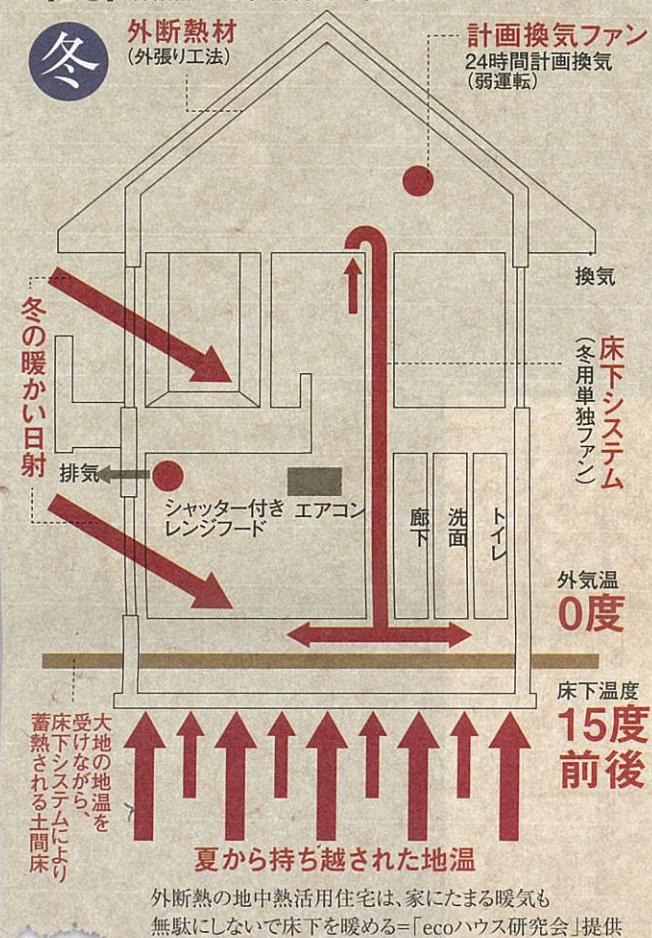 冬
外断熱材
(外張り工法)
計画換気ファン
24時間計画換気
(弱運転)
換気
冬の暖かい日射
床下システム
(冬用単独ファン)
排気
シャッター付き
レンジフード
エアコン
廊下
洗面
トイレ
外気温
0度
床下温度
15度
前後
大地の地温を
受けながら、
床下システムにより
蓄熱される土間床
夏から持ち越された地温
外断熱の地中熱活用住宅は、家にたまる暖気も
無駄にしないで床下を暖める=「ecoハウス研究会」提供